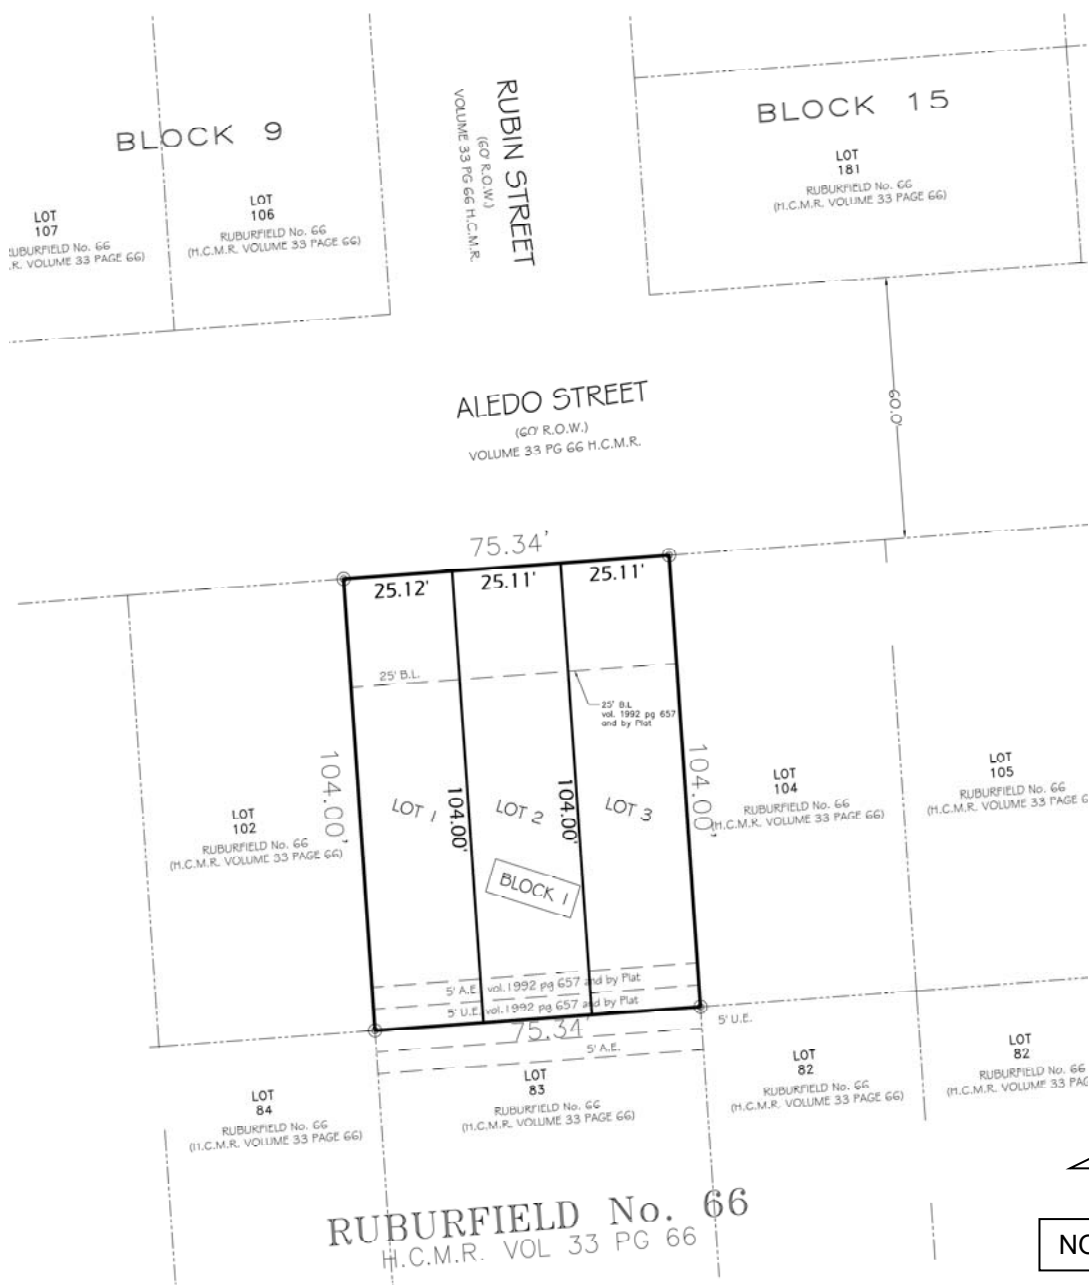 BLOCK 9
LOT
107
RUBURFIELD No. 66
.R. VOLUME 33 PAGE 66)
LOT
106
RUBURFIELD No. 66
(H.C.M.R. VOLUME 33 PAGE 66)
RUBIN STREET
(60' R.O.W.)
VOLUME 33 PG 66 H.C.M.R.
BLOCK 15
LOT
181
RUBURFIELD No. 66
(H.C.M.R. VOLUME 33 PAGE 66)
ALEDO STREET
(60' R.O.W.)
VOLUME 33 PG 66 H.C.M.R.
60.0'
75.34'
25.12'
25.11'
25.11'
25' B.L.
25' B.L
vol. 1992 pg 657
and by Plat
104.00'
LOT 1
104.00'
LOT 2
104.00'
LOT 3
104.00'
BLOCK 1
LOT
102
RUBURFIELD No. 66
(H.C.M.R. VOLUME 33 PAGE 66)
LOT
104
RUBURFIELD No. 66
(H.C.M.R. VOLUME 33 PAGE 66)
LOT
105
RUBURFIELD No. 66
(H.C.M.R. VOLUME 33 PAGE 6
5' A.E. vol.1992 pg 657 and by Plat
5' U.E. vol.1992 pg 657 and by Plat
75.34'
5' U.E.
5' A.E.
LOT
84
RUBURFIELD No. 66
(H.C.M.R. VOLUME 33 PAGE 66)
LOT
83
RUBURFIELD No. 66
(H.C.M.R. VOLUME 33 PAGE 66)
LOT
82
RUBURFIELD No. 66
(H.C.M.R. VOLUME 33 PAGE 66)
LOT
82
RUBURFIELD No. 66
(H.C.M.R. VOLUME 33 PAG
RUBURFIELD No. 66
H.C.M.R. VOL 33 PG 66